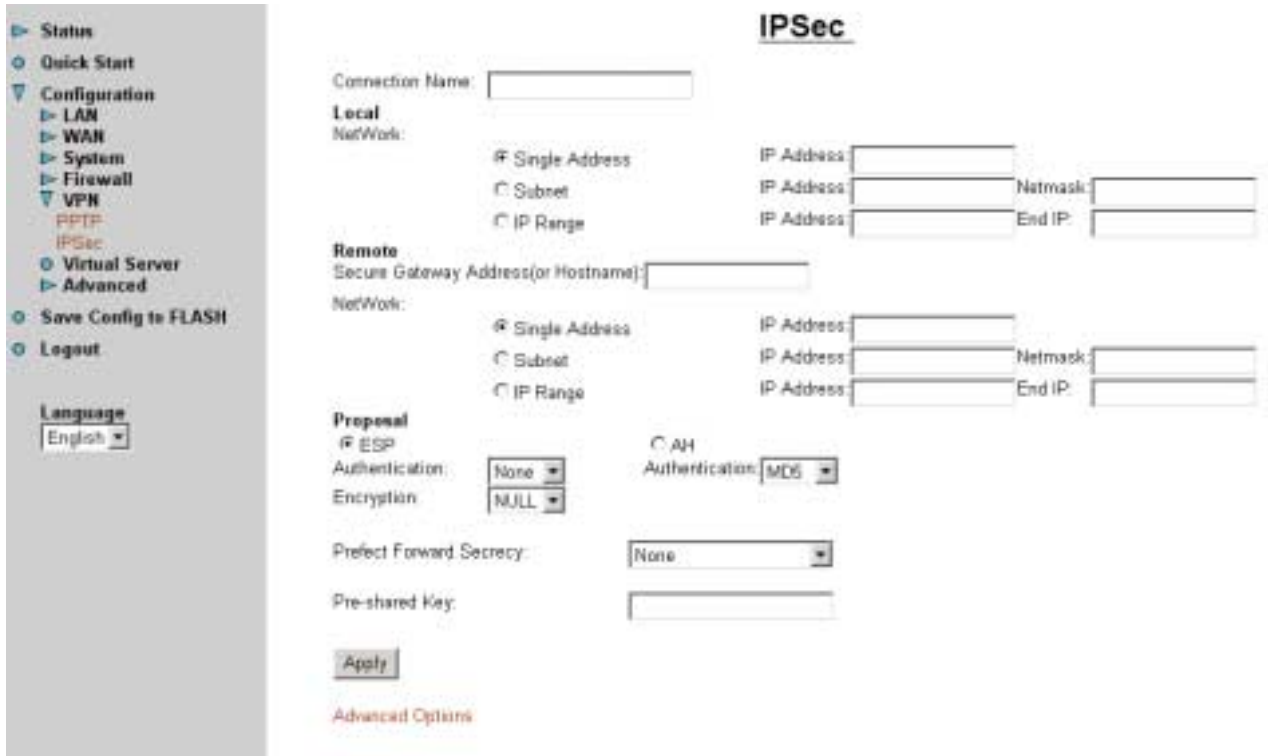 Status
Quick Start
Configuration
LAN
WAN
System
Firewall
VPN
PPTP
IPSec
Virtual Server
Advanced
Save Config to FLASH
Logout
Language
English
IPSec
Connection Name:
Local
NetWork:
Single Address IP Address:
Subnet IP Address: Netmask:
IP Range IP Address: End IP:
Remote
Secure Gateway Address(or Hostname):
NetWork:
Single Address IP Address:
Subnet IP Address: Netmask:
IP Range IP Address: End IP:
Proposal
ESP AH
Authentication: None Authentication: MD5
Encryption: NULL
Prefect Forward Secrecy: None
Pre-shared Key:
Apply
Advanced Options